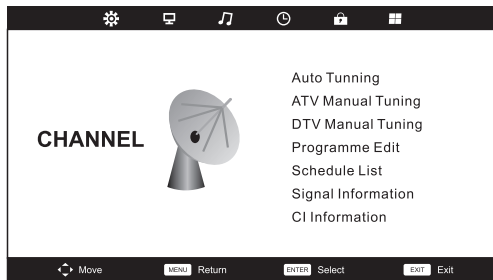 CHANNEL
Auto Tunning
ATV Manual Tuning
DTV Manual Tuning
Programme Edit
Schedule List
Signal Information
CI Information
Move MENU Return ENTER Select EXIT Exit